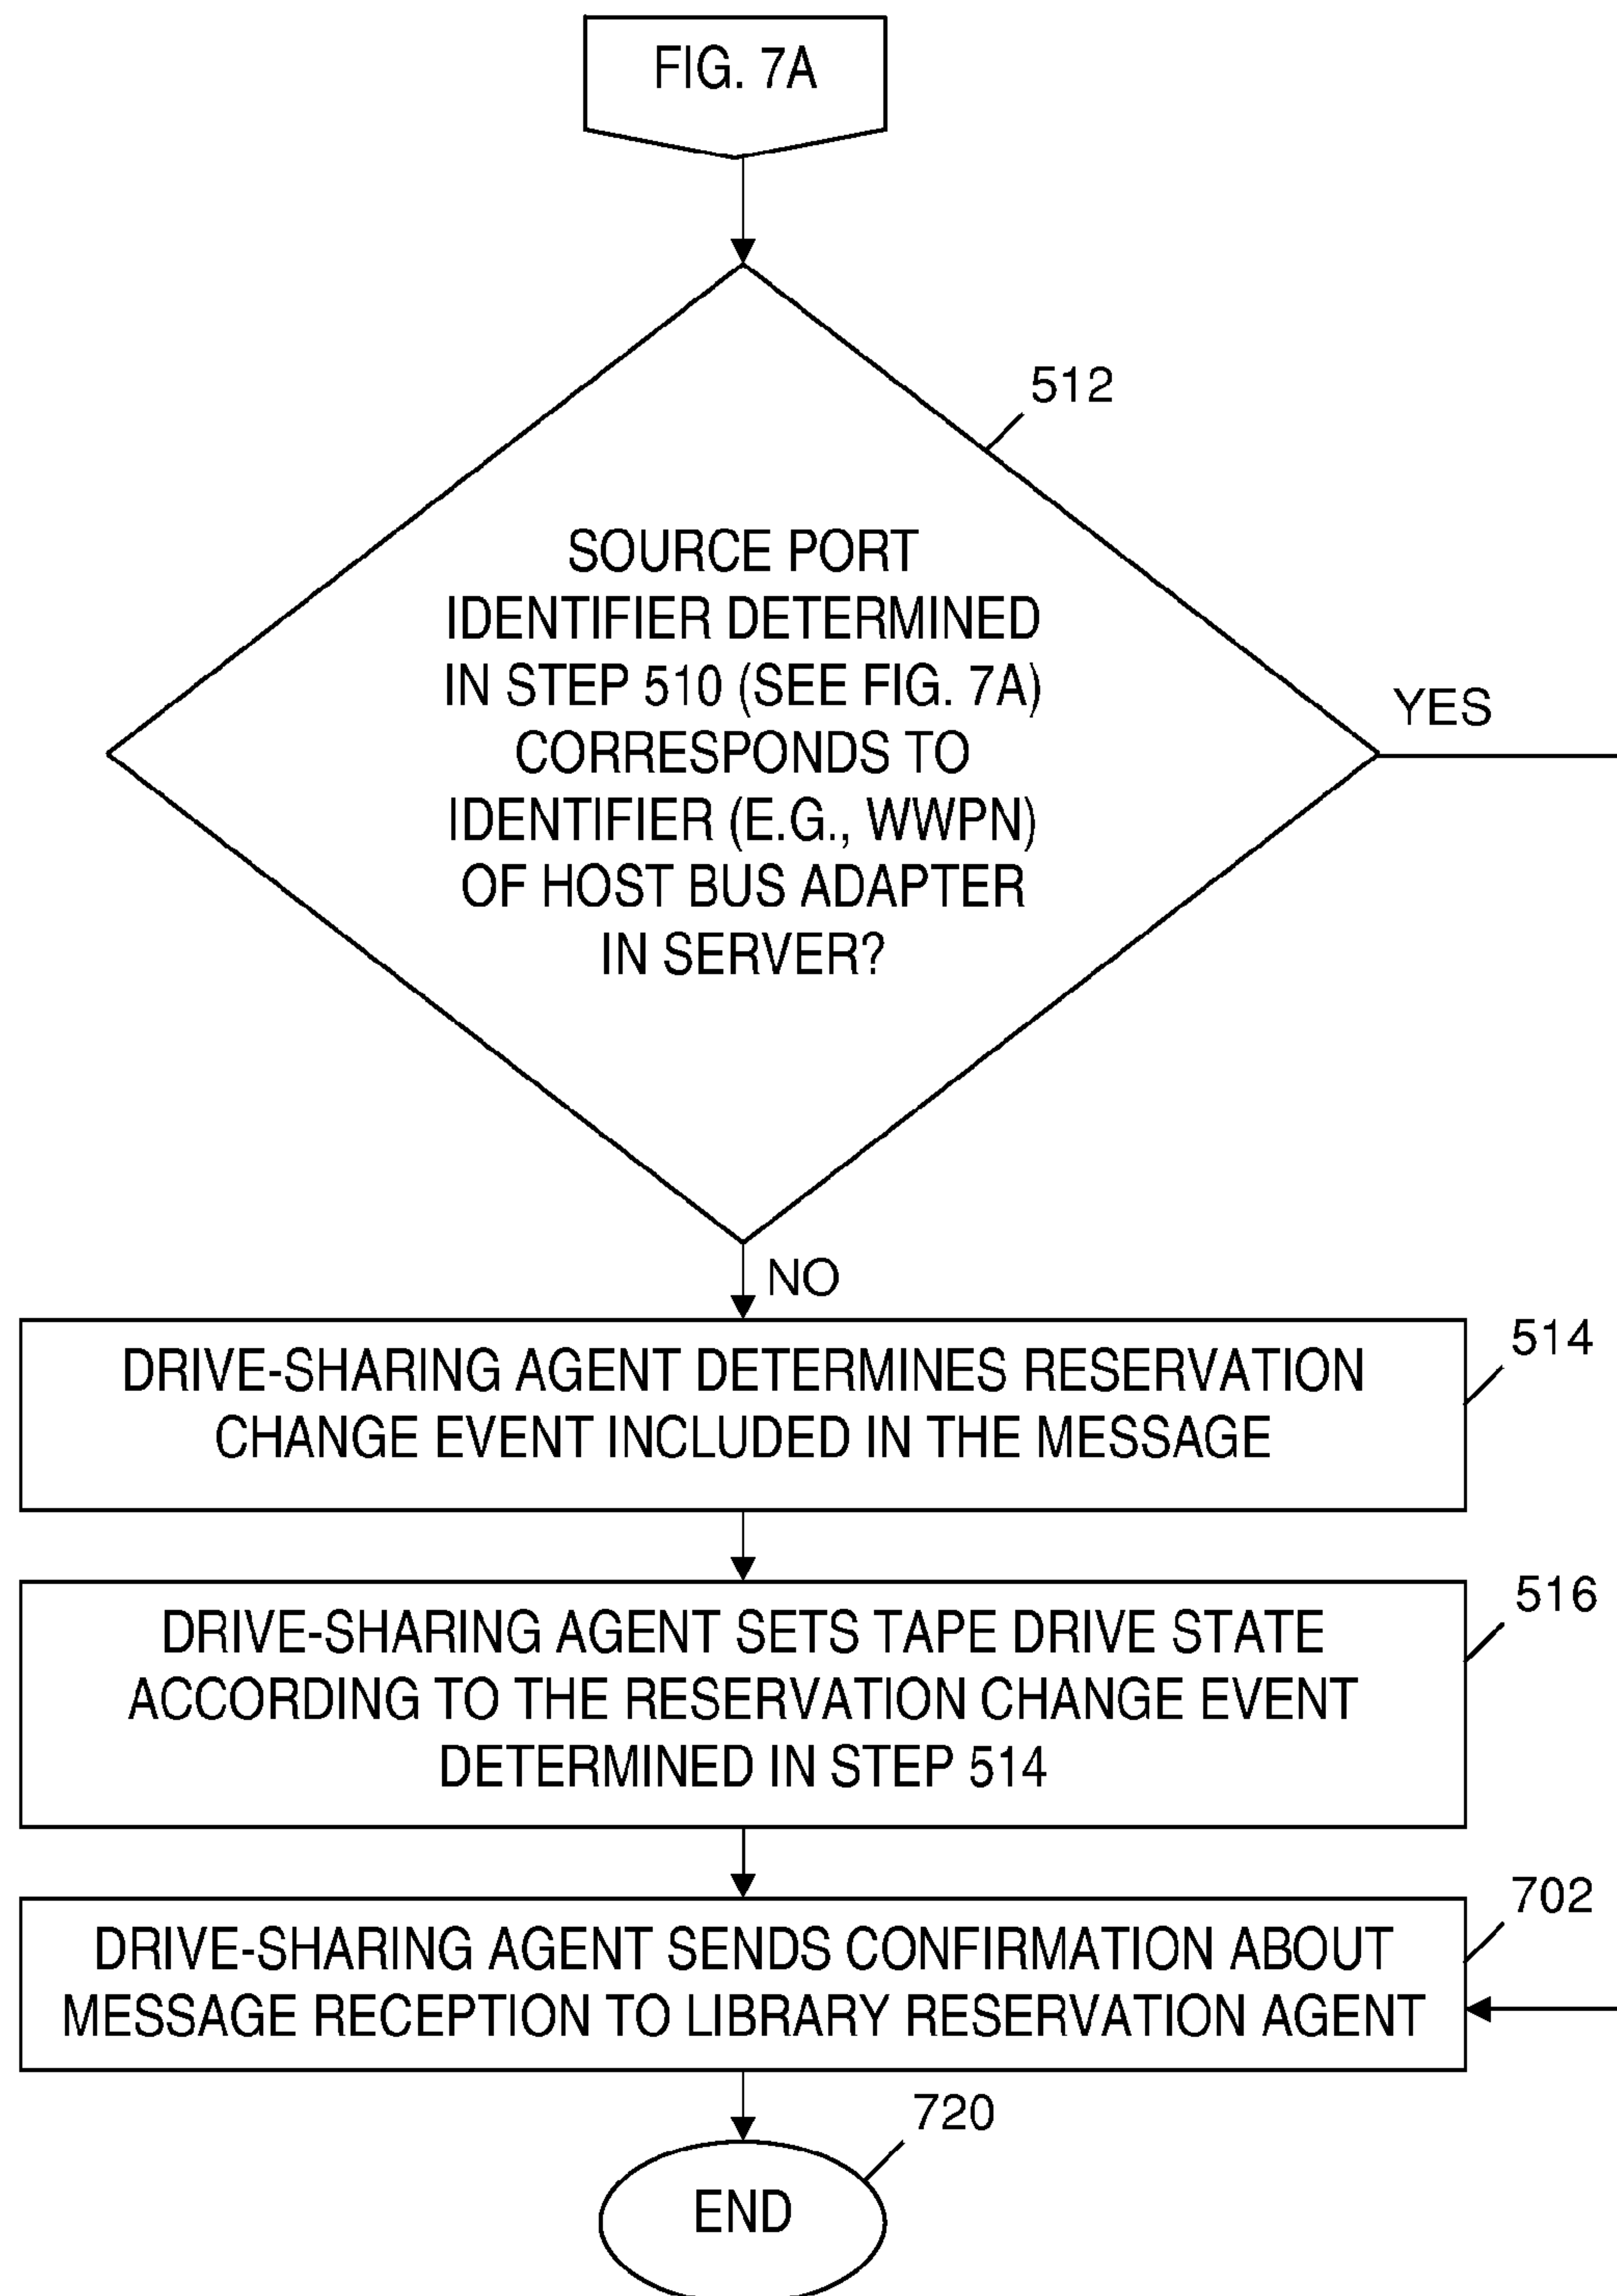 FIG. 7A
512
SOURCE PORT
IDENTIFIER DETERMINED
IN STEP 510 (SEE FIG. 7A)
CORRESPONDS TO
IDENTIFIER (E.G., WWPN)
OF HOST BUS ADAPTER
IN SERVER?
YES
NO
514
DRIVE-SHARING AGENT DETERMINES RESERVATION
CHANGE EVENT INCLUDED IN THE MESSAGE
516
DRIVE-SHARING AGENT SETS TAPE DRIVE STATE
ACCORDING TO THE RESERVATION CHANGE EVENT
DETERMINED IN STEP 514
702
DRIVE-SHARING AGENT SENDS CONFIRMATION ABOUT
MESSAGE RECEPTION TO LIBRARY RESERVATION AGENT
720
END